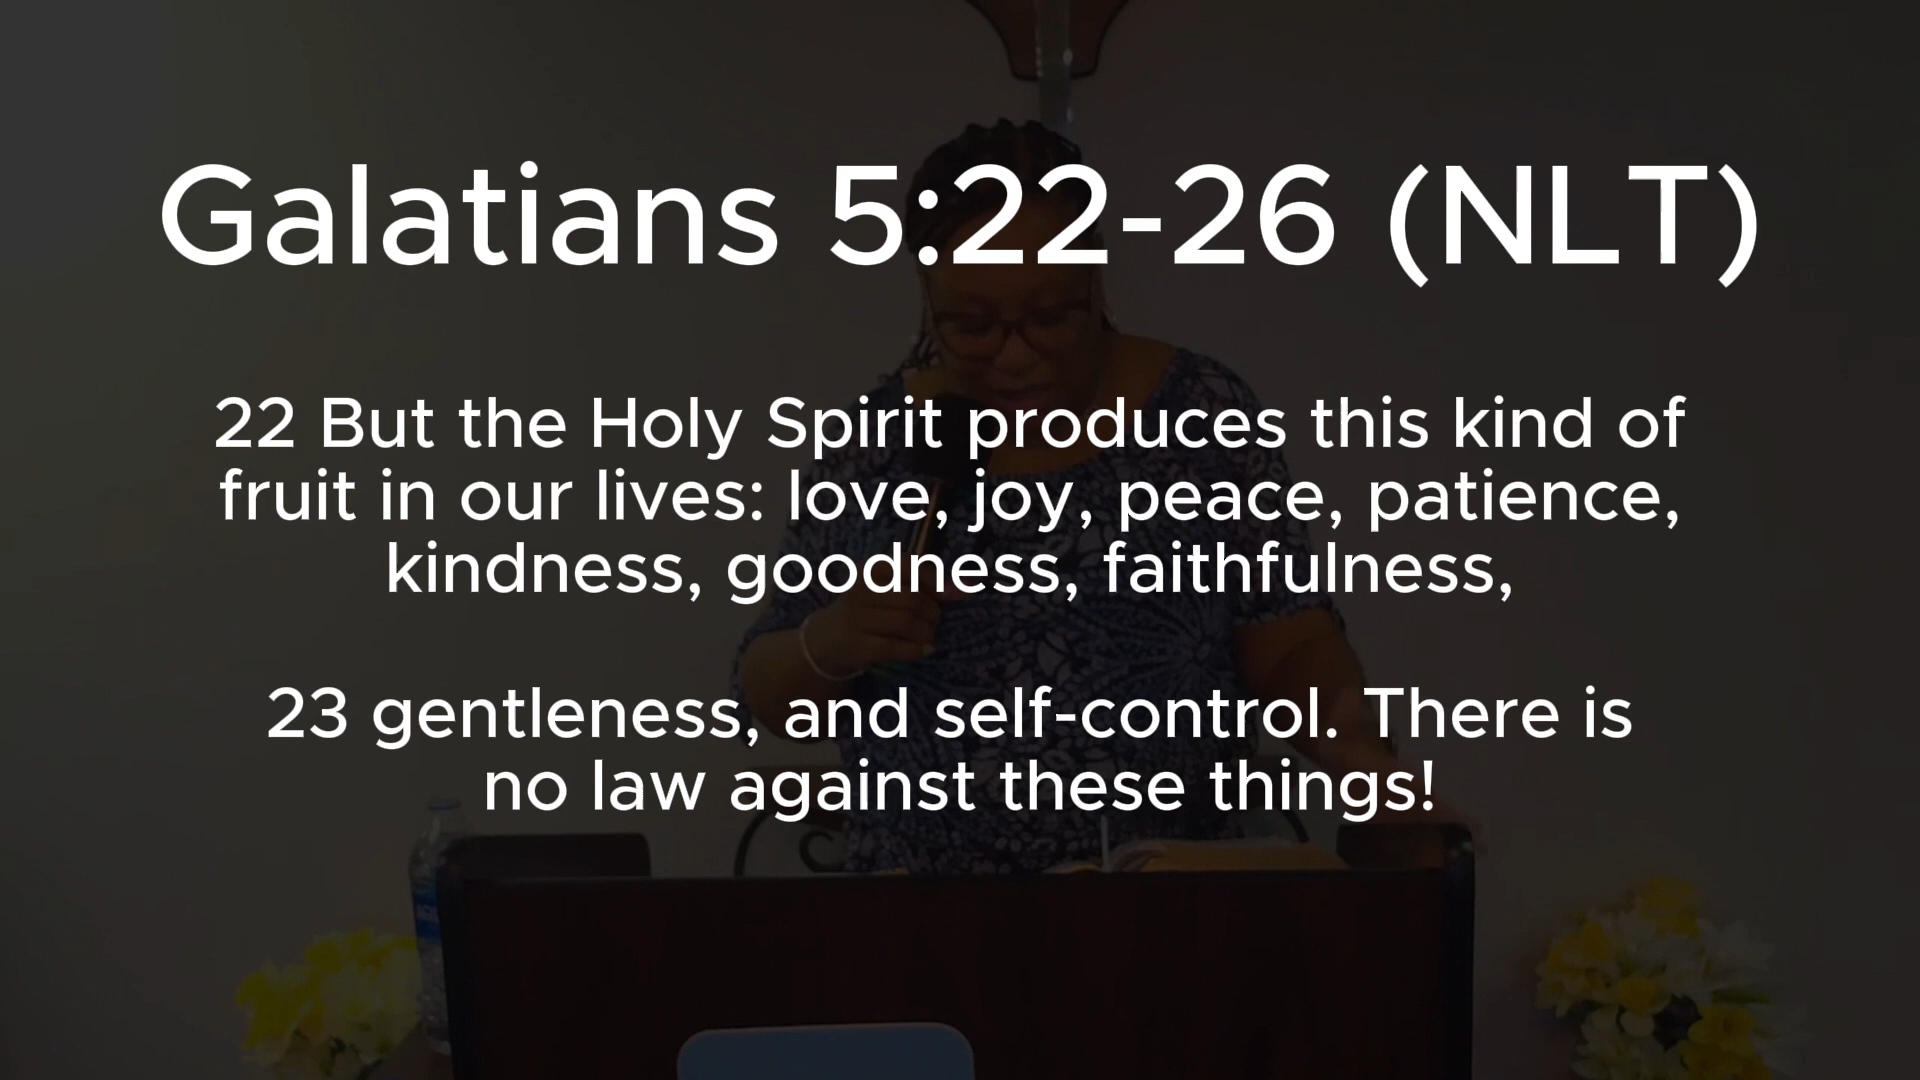 Galatians 5:22-26 (NLT)
22 But the Holy Spirit produces this kind of
fruit in our lives: love, joy, peace, patience,
kindness, goodness, faithfulness,
23 gentleness, and self-control. There is
no law against these things!